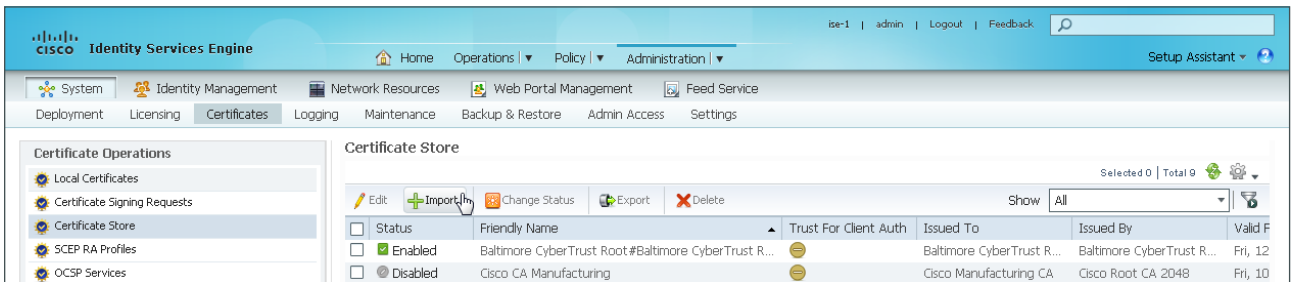 ise-1 | admin | Logout | Feedback
CISCO Identity Services Engine
Home Operations | Policy | Administration | Setup Assistant
System Identity Management Network Resources Web Portal Management Feed Service
Deployment Licensing Certificates Logging Maintenance Backup & Restore Admin Access Settings
Certificate Operations
Local Certificates
Certificate Signing Requests
Certificate Store
SCEP RA Profiles
OCSP Services
Certificate Store
Selected 0 | Total 9
Edit Import Change Status Export Delete Show All
Status Friendly Name Trust For Client Auth Issued To Issued By Valid F
Enabled Baltimore CyberTrust Root#Baltimore CyberTrust R... Baltimore CyberTrust R... Baltimore CyberTrust R... Fri, 12
Disabled Cisco CA Manufacturing Cisco Manufacturing CA Cisco Root CA 2048 Fri, 10